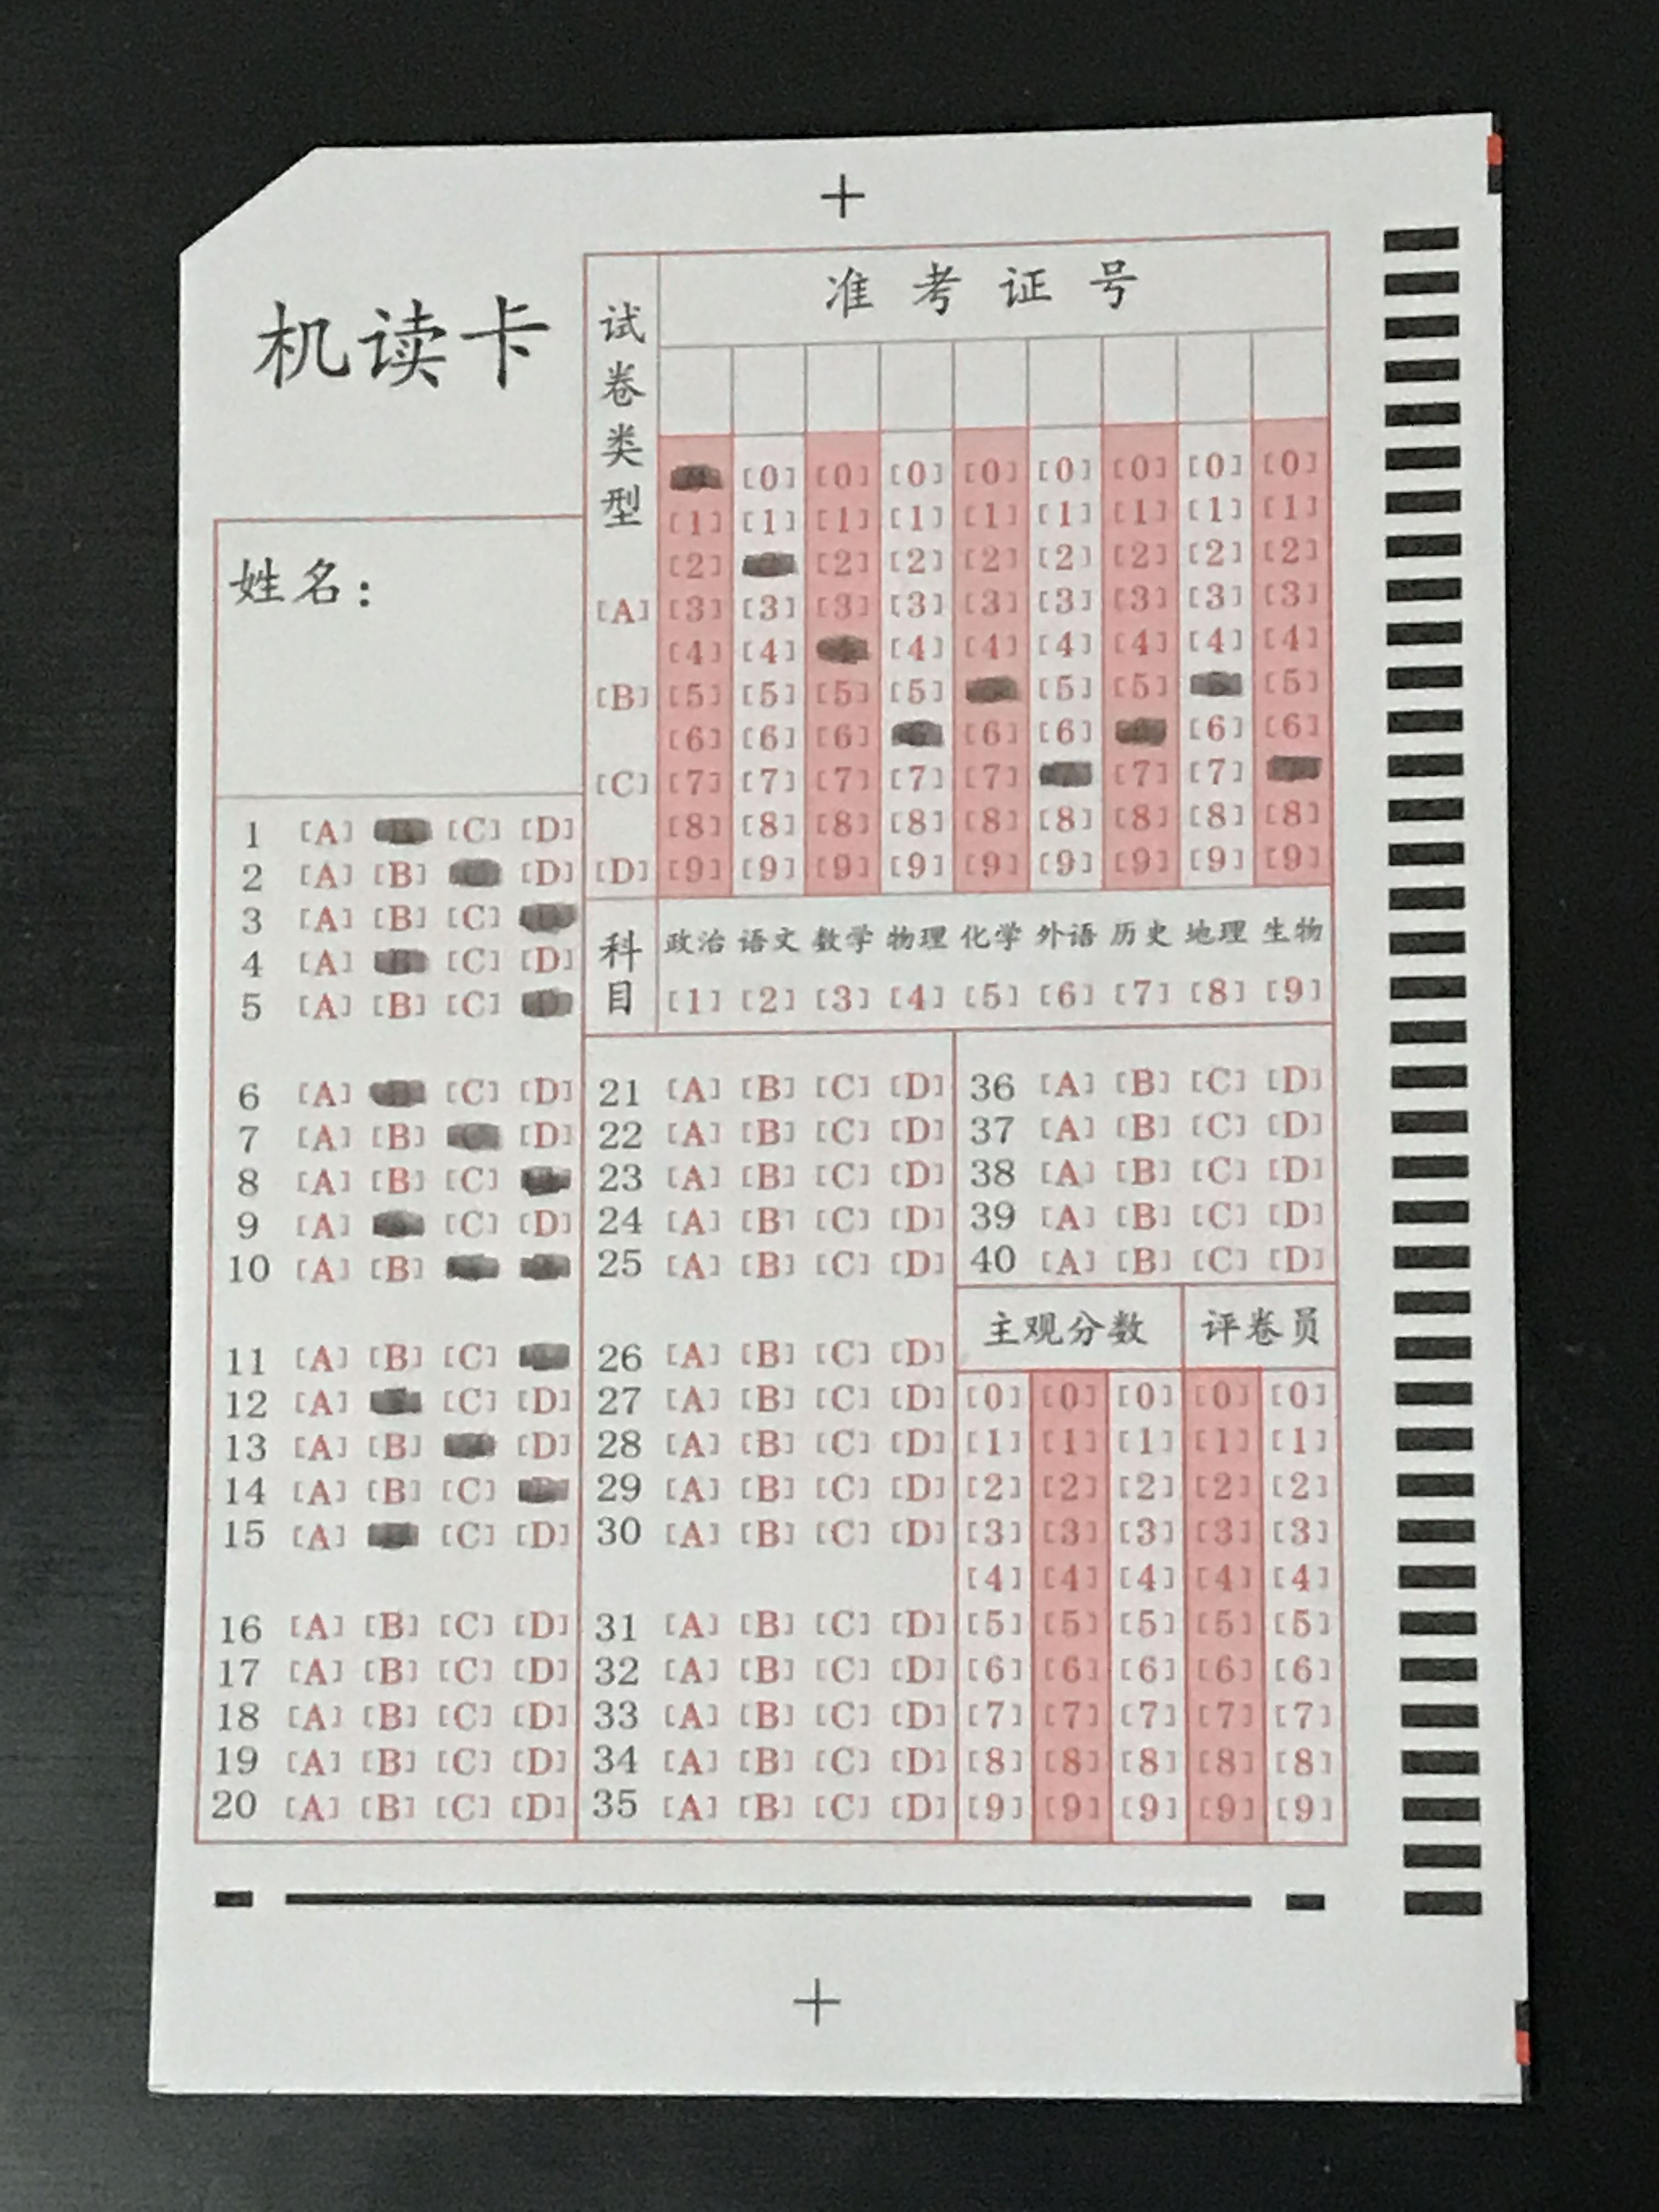 机读卡
姓名：
试卷类型
[A]
[B]
[C]
[D]
准考证号
[0] [0] [0] [0] [0] [0] [0] [0]
[1] [1] [1] [1] [1] [1] [1] [1] [1]
[2] [2] [2] [2] [2] [2] [2] [2]
[3] [3] [3] [3] [3] [3] [3] [3] [3]
[4] [4] [4] [4] [4] [4] [4] [4]
[5] [5] [5] [5] [5] [5] [5]
[6] [6] [6] [6] [6] [6] [6]
[7] [7] [7] [7] [7] [7] [7]
[8] [8] [8] [8] [8] [8] [8] [8] [8]
[9] [9] [9] [9] [9] [9] [9] [9] [9]
科目
政治 语文 数学 物理 化学 外语 历史 地理 生物
[1] [2] [3] [4] [5] [6] [7] [8] [9]
1 [A] [C] [D]
2 [A] [B] [D]
3 [A] [B] [C]
4 [A] [C] [D]
5 [A] [B] [C]
6 [A] [C] [D]
7 [A] [B] [D]
8 [A] [B] [C]
9 [A] [C] [D]
10 [A] [B]
11 [A] [B] [C]
12 [A] [C] [D]
13 [A] [B] [D]
14 [A] [B] [C]
15 [A] [C] [D]
16 [A] [B] [C] [D]
17 [A] [B] [C] [D]
18 [A] [B] [C] [D]
19 [A] [B] [C] [D]
20 [A] [B] [C] [D]
21 [A] [B] [C] [D]
22 [A] [B] [C] [D]
23 [A] [B] [C] [D]
24 [A] [B] [C] [D]
25 [A] [B] [C] [D]
26 [A] [B] [C] [D]
27 [A] [B] [C] [D]
28 [A] [B] [C] [D]
29 [A] [B] [C] [D]
30 [A] [B] [C] [D]
31 [A] [B] [C] [D]
32 [A] [B] [C] [D]
33 [A] [B] [C] [D]
34 [A] [B] [C] [D]
35 [A] [B] [C] [D]
36 [A] [B] [C] [D]
37 [A] [B] [C] [D]
38 [A] [B] [C] [D]
39 [A] [B] [C] [D]
40 [A] [B] [C] [D]
主观分数 评卷员
[0] [0] [0] [0] [0]
[1] [1] [1] [1] [1]
[2] [2] [2] [2] [2]
[3] [3] [3] [3] [3]
[4] [4] [4] [4] [4]
[5] [5] [5] [5] [5]
[6] [6] [6] [6] [6]
[7] [7] [7] [7] [7]
[8] [8] [8] [8] [8]
[9] [9] [9] [9] [9]